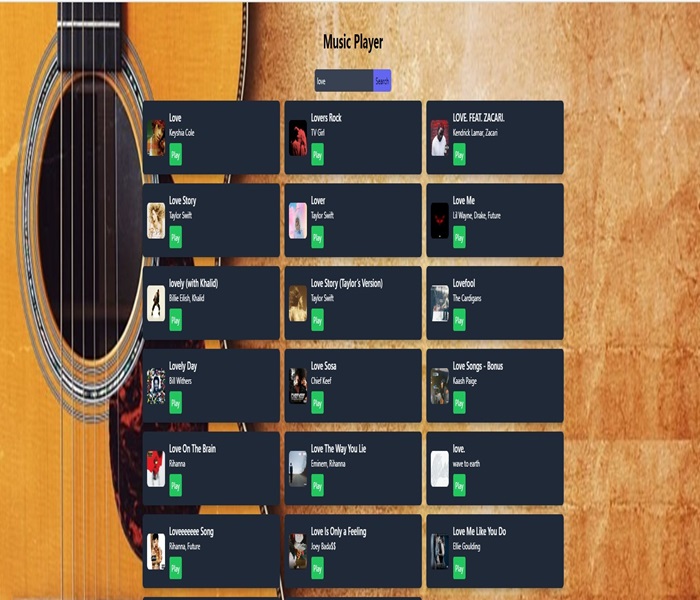 Music Player
love Search
Love Lovers Rock LOVE. FEAT. ZACARI.
Keyshia Cole TV Girl Kendrick Lamar, Zacari
Play Play Play
Love Story Lover Love Me
Taylor Swift Taylor Swift Lil Wayne, Drake, Future
Play Play Play
lovely (with Khalid) Love Story (Taylor's Version) Lovefool
Billie Eilish, Khalid Taylor Swift The Cardigans
Play Play Play
Lovely Day Love Sosa Love Songs - Bonus
Bill Withers Chief Keef Kaash Paige
Play Play Play
Love On The Brain Love The Way You Lie love.
Rihanna Eminem, Rihanna wave to earth
Play Play Play
Loveeeeeee Song Love Is Only a Feeling Love Me Like You Do
Rihanna, Future Joey Bada$$ Ellie Goulding
Play Play Play